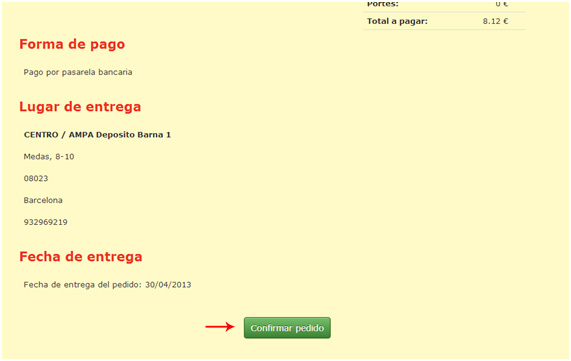 Portes: 0 €
Total a pagar: 8.12 €
Forma de pago
Pago por pasarela bancaria
Lugar de entrega
CENTRO / AMPA Deposito Barna 1
Medas, 8-10
08023
Barcelona
932969219
Fecha de entrega
Fecha de entrega del pedido: 30/04/2013
Confirmar pedido